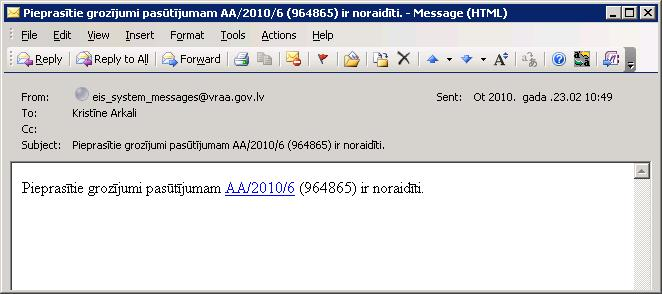 Pieprasītie grozījumi pasūtījumam AA/2010/6 (964865) ir noraidīti. - Message (HTML)
File Edit View Insert Format Tools Actions Help
Reply Reply to All Forward
From: eis_system_messages@vraa.gov.lv Sent: Ot 2010. gada .23.02 10:49
To: Kristīne Arkali
Cc:
Subject: Pieprasītie grozījumi pasūtījumam AA/2010/6 (964865) ir noraidīti.
Pieprasītie grozījumi pasūtījumam AA/2010/6 (964865) ir noraidīti.